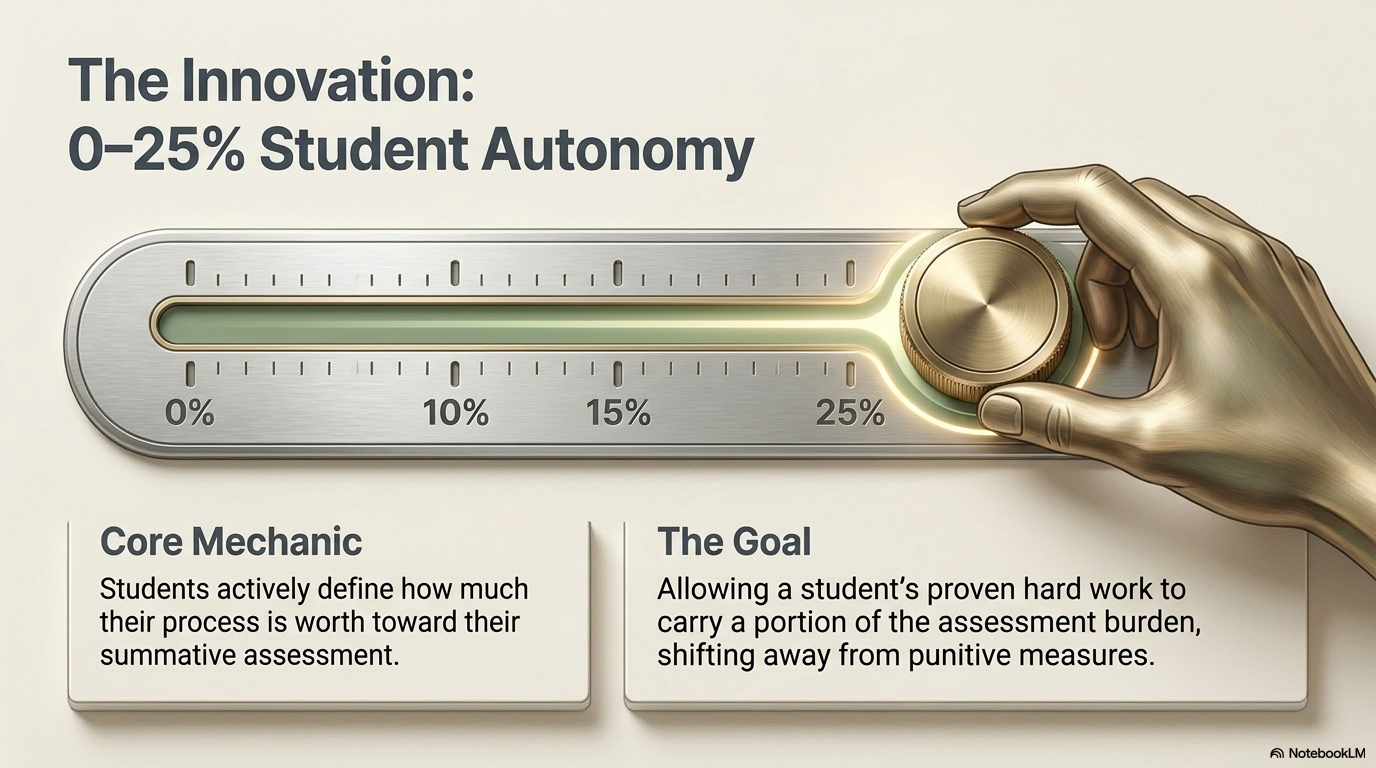 The Innovation:
0–25% Student Autonomy
0%
10%
15%
25%
Core Mechanic
Students actively define how much
their process is worth toward their
summative assessment.
The Goal
Allowing a student’s proven hard work to
carry a portion of the assessment burden,
shifting away from punitive measures.
NotebookLM